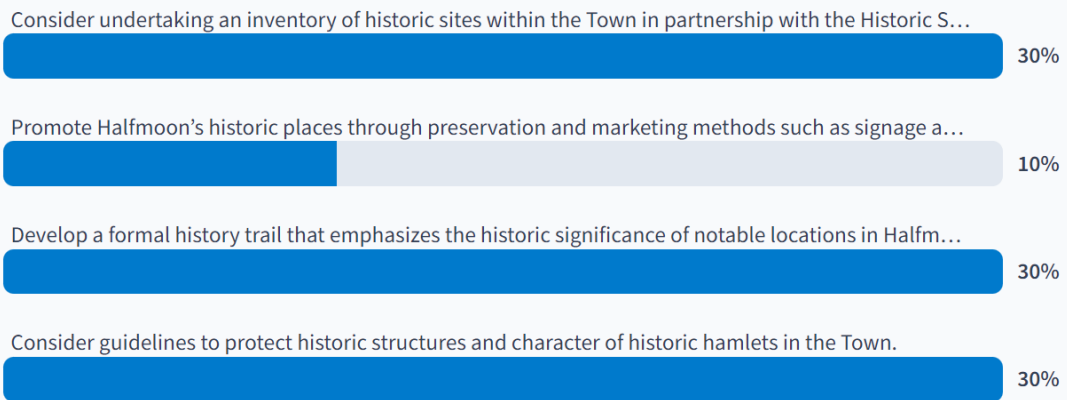 Consider undertaking an inventory of historic sites within the Town in partnership with the Historic S…
30%
Promote Halfmoon’s historic places through preservation and marketing methods such as signage a…
10%
Develop a formal history trail that emphasizes the historic significance of notable locations in Halfm…
30%
Consider guidelines to protect historic structures and character of historic hamlets in the Town.
30%